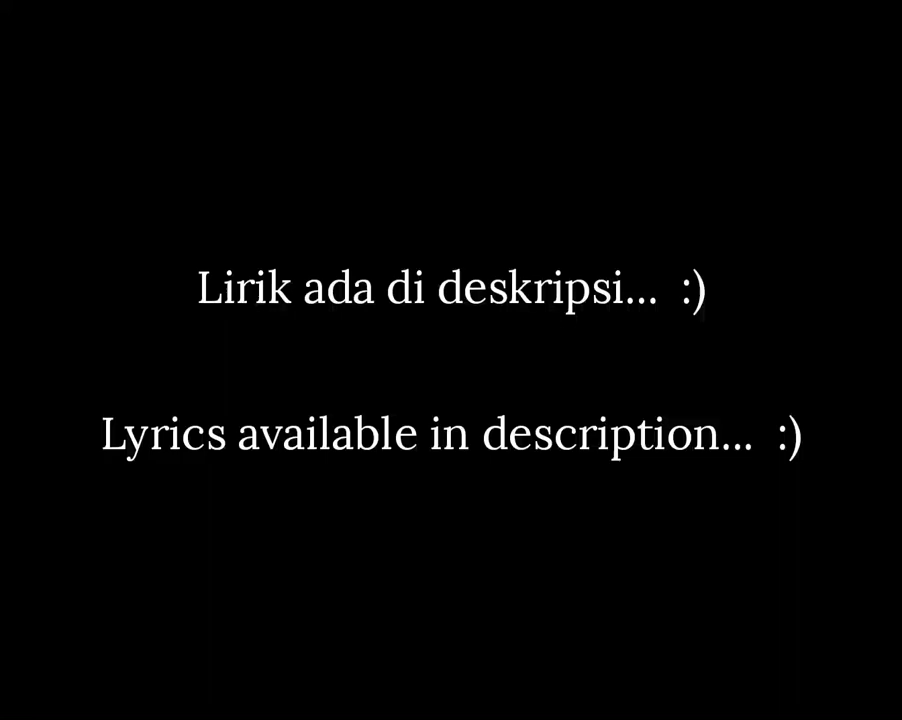 Lirik ada di deskripsi...  :)
Lyrics available in description...  :)